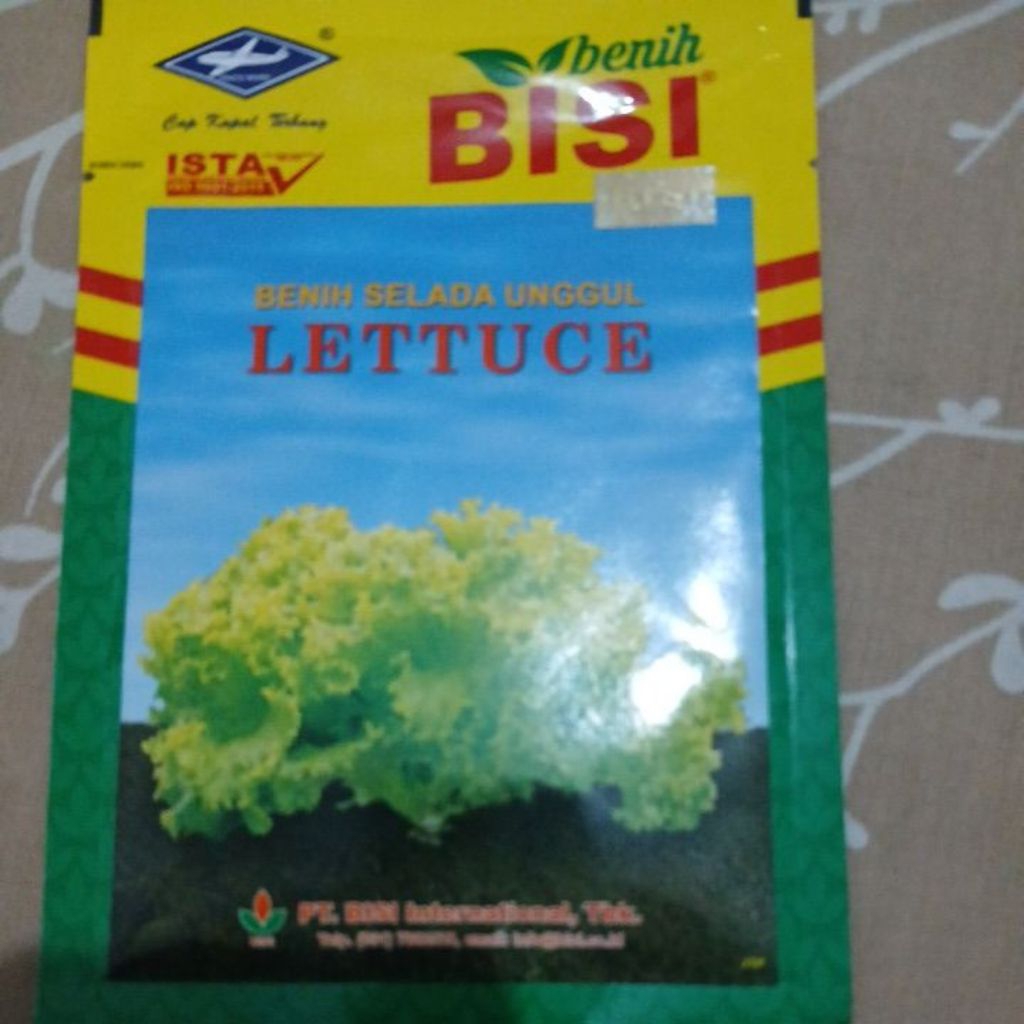 benih
BISI
Cap Kapal Terbang
ISTA
BENIH SELADA UNGGUL
LETTUCE
PT. BISI International, Tbk.